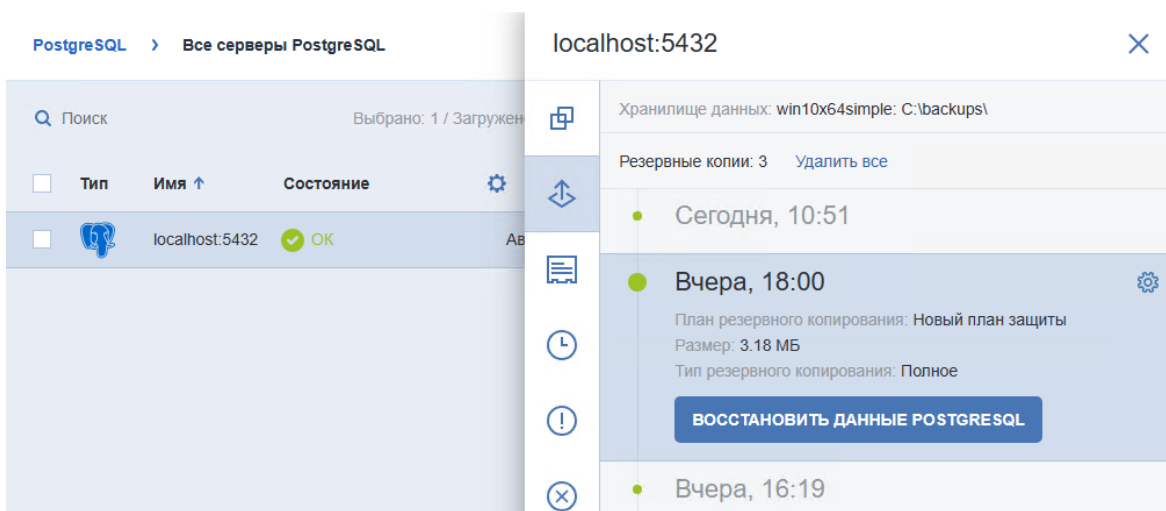 PostgreSQL > Все серверы PostgreSQL
Поиск
Выбрано: 1 / Загружен
Тип Имя ↑ Состояние
localhost:5432 OK Ав
localhost:5432
Хранилище данных: win10x64simple: C:\backups\
Резервные копии: 3 Удалить все
Сегодня, 10:51
Вчера, 18:00
План резервного копирования: Новый план защиты
Размер: 3.18 МБ
Тип резервного копирования: Полное
ВОССТАНОВИТЬ ДАННЫЕ POSTGRESQL
Вчера, 16:19